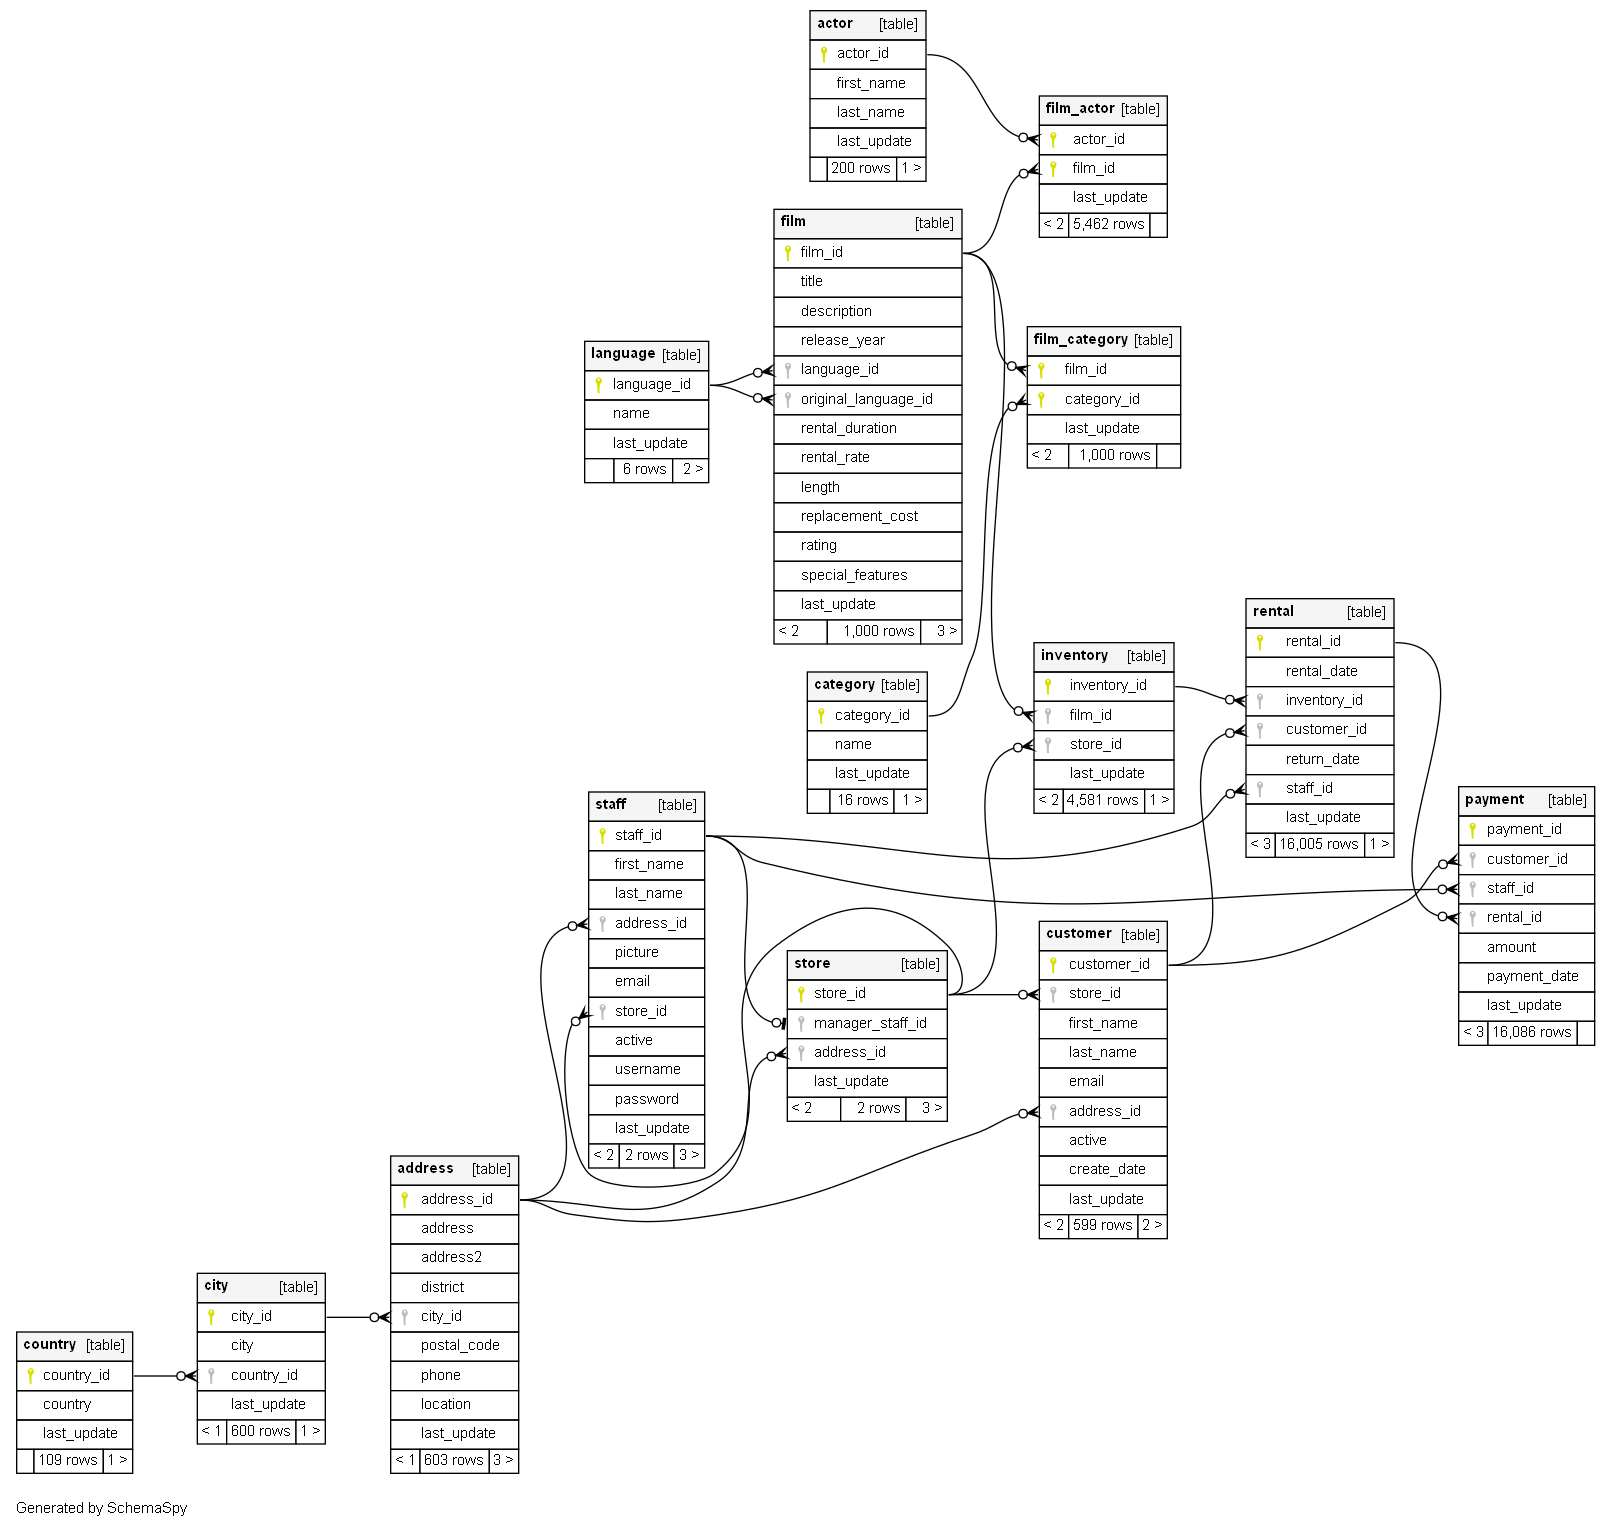 actor [table]
actor_id
first_name
last_name
last_update
200 rows 1 >
film_actor [table]
actor_id
film_id
last_update
< 2 5,462 rows
film [table]
film_id
title
description
release_year
language_id
original_language_id
rental_duration
rental_rate
length
replacement_cost
rating
special_features
last_update
< 2 1,000 rows 3 >
film_category [table]
film_id
category_id
last_update
< 2 1,000 rows
language [table]
language_id
name
last_update
6 rows 2 >
rental [table]
rental_id
rental_date
inventory_id
customer_id
return_date
staff_id
last_update
< 3 16,005 rows 1 >
inventory [table]
inventory_id
film_id
store_id
last_update
< 2 4,581 rows 1 >
category [table]
category_id
name
last_update
16 rows 1 >
payment [table]
payment_id
customer_id
staff_id
rental_id
amount
payment_date
last_update
< 3 16,086 rows
staff [table]
staff_id
first_name
last_name
address_id
picture
email
store_id
active
username
password
last_update
< 2 2 rows 3 >
customer [table]
customer_id
store_id
first_name
last_name
email
address_id
active
create_date
last_update
< 2 599 rows 2 >
store [table]
store_id
manager_staff_id
address_id
last_update
< 2 2 rows 3 >
address [table]
address_id
address
address2
district
city_id
postal_code
phone
location
last_update
< 1 603 rows 3 >
city [table]
city_id
city
country_id
last_update
< 1 600 rows 1 >
country [table]
country_id
country
last_update
109 rows 1 >
Generated by SchemaSpy